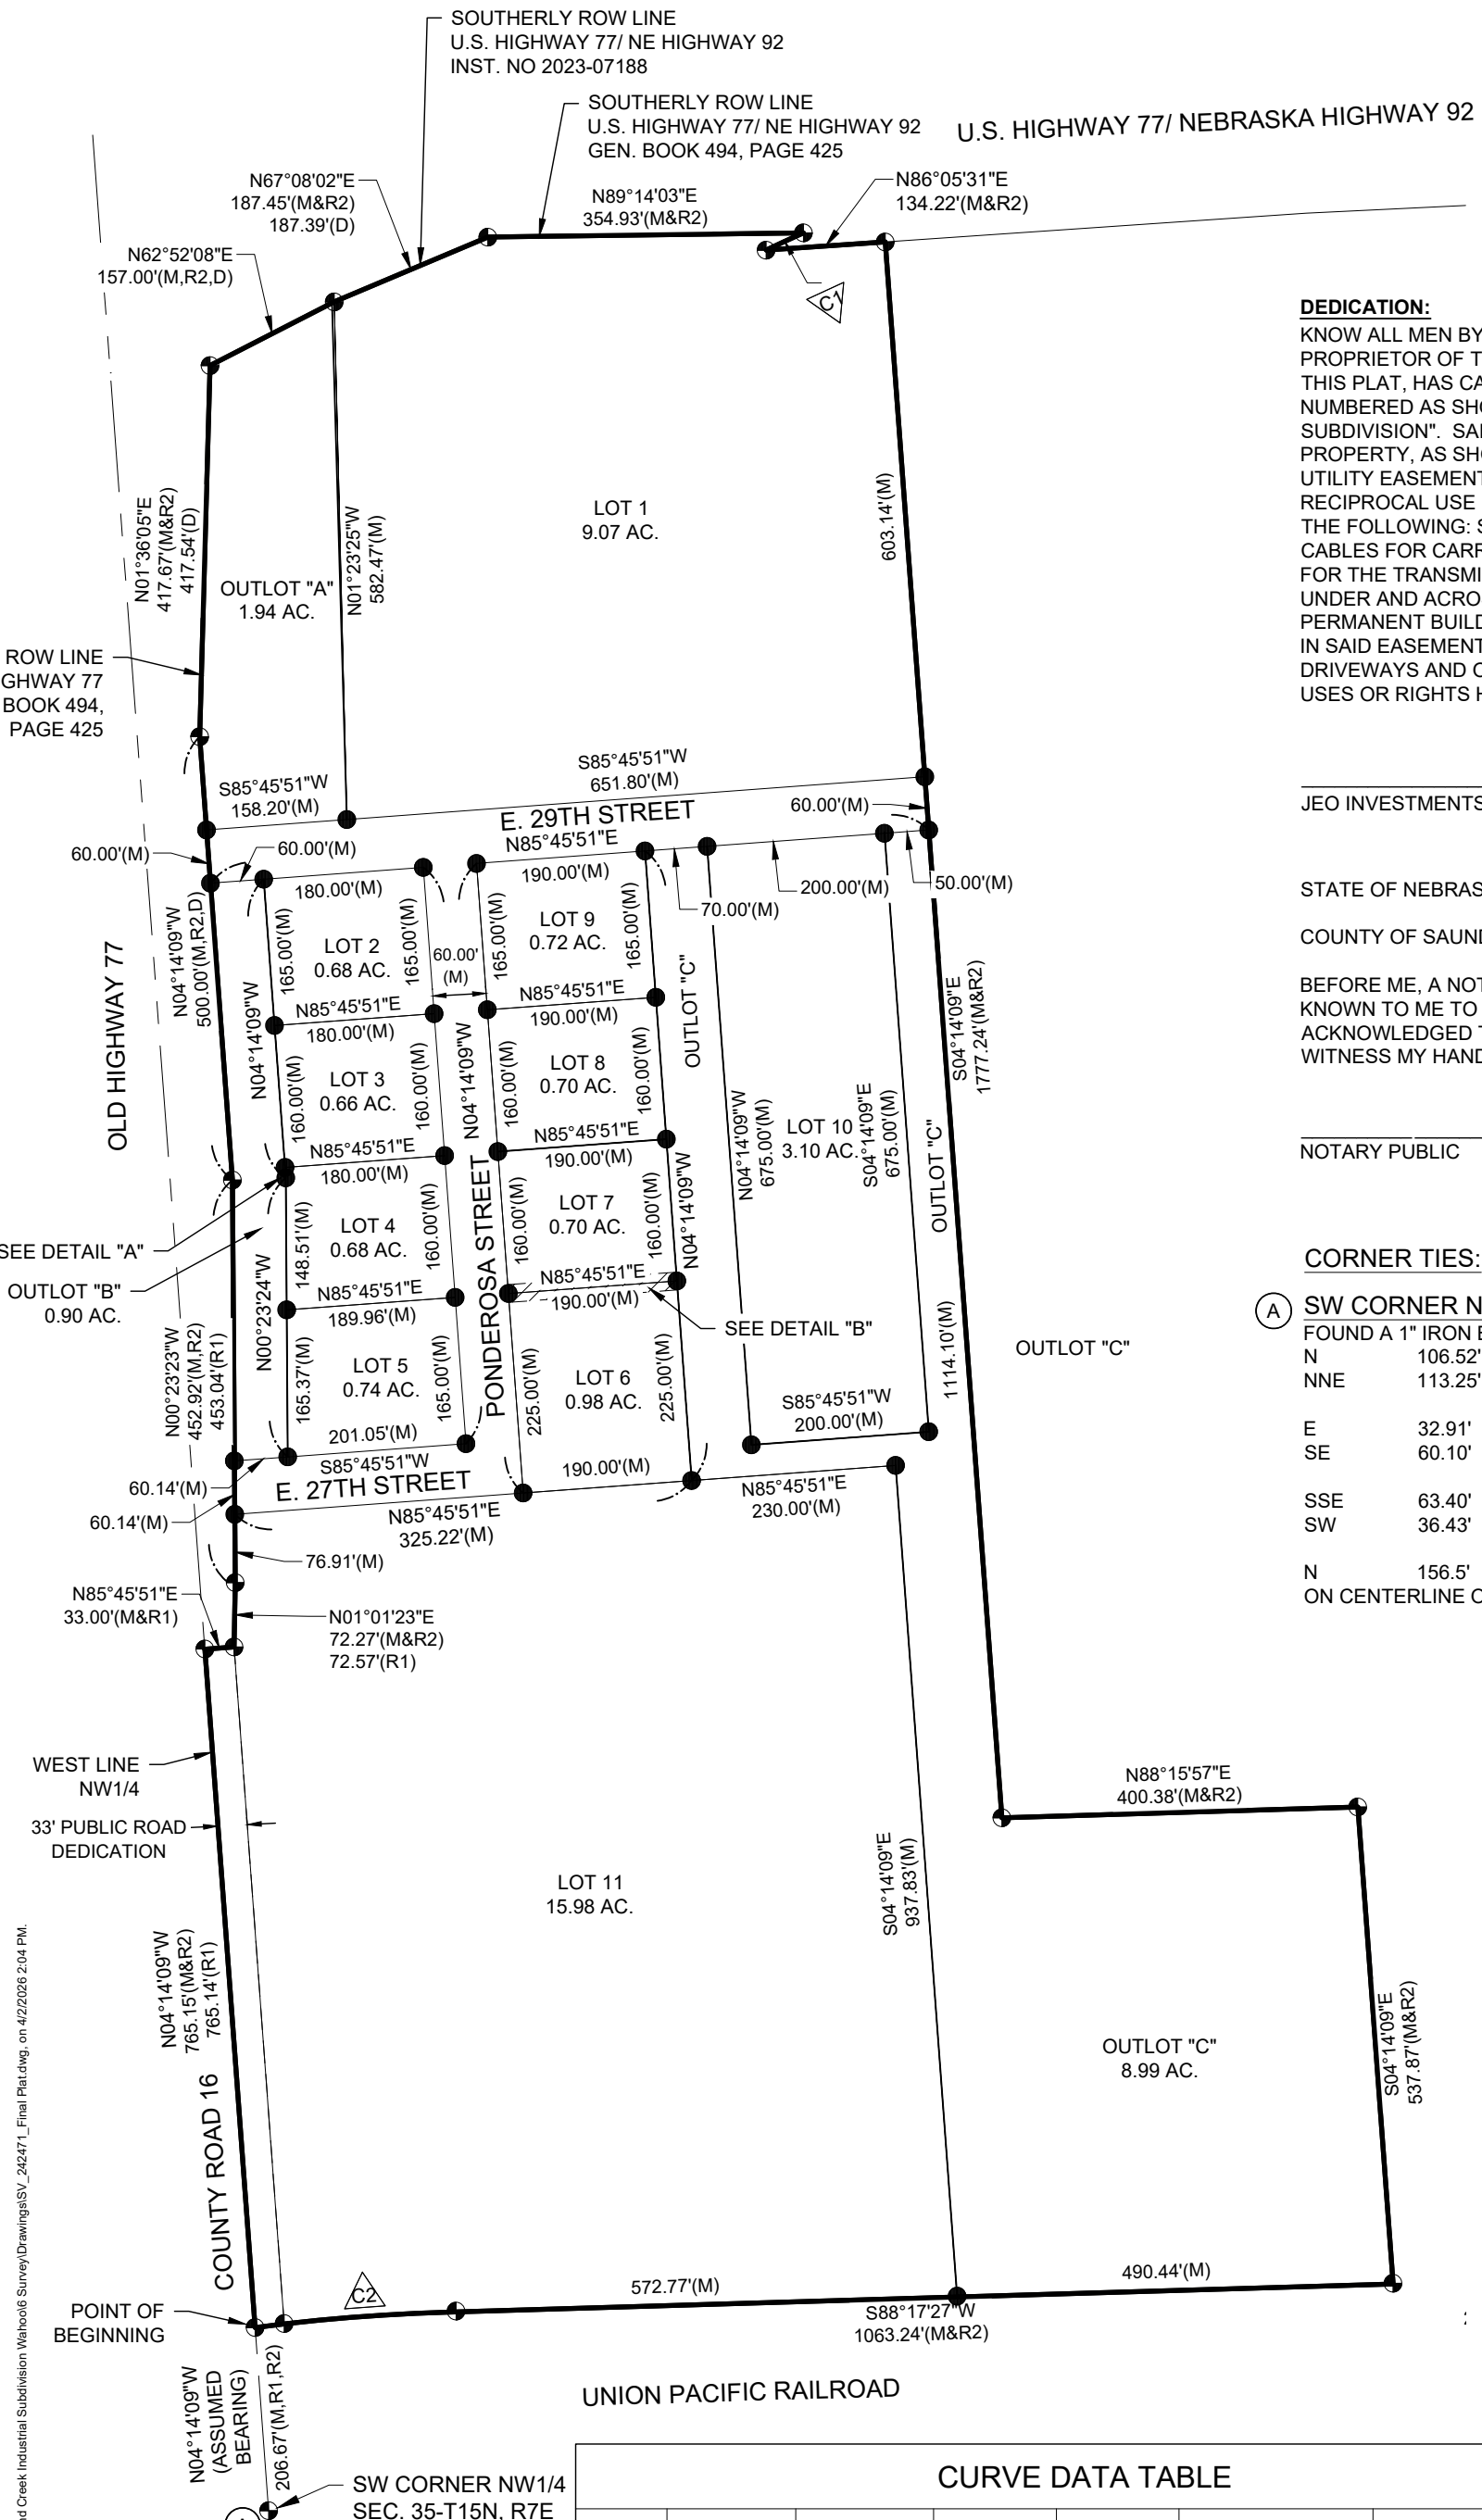 SOUTHERLY ROW LINE
U.S. HIGHWAY 77/ NE HIGHWAY 92
INST. NO 2023-07188
SOUTHERLY ROW LINE
U.S. HIGHWAY 77/ NE HIGHWAY 92
GEN. BOOK 494, PAGE 425
U.S. HIGHWAY 77/ NEBRASKA HIGHWAY 92
N67°08'02"E
187.45'(M&R2)
187.39'(D)
N89°14'03"E
354.93'(M&R2)
N86°05'31"E
134.22'(M&R2)
N62°52'08"E
157.00'(M,R2,D)
C1
DEDICATION:
KNOW ALL MEN BY
PROPRIETOR OF T
THIS PLAT, HAS CA
NUMBERED AS SHO
SUBDIVISION". SAI
PROPERTY, AS SHO
UTILITY EASEMENT
RECIPROCAL USE
THE FOLLOWING: S
CABLES FOR CARR
FOR THE TRANSMI
UNDER AND ACRO
PERMANENT BUILD
IN SAID EASEMENT
DRIVEWAYS AND O
USES OR RIGHTS H
JEO INVESTMENTS
STATE OF NEBRAS
COUNTY OF SAUND
BEFORE ME, A NOT
KNOWN TO ME TO
ACKNOWLEDGED T
WITNESS MY HAND
NOTARY PUBLIC
CORNER TIES:
A SW CORNER N
FOUND A 1" IRON B
N 106.52'
NNE 113.25'
E 32.91'
SE 60.10'
SSE 63.40'
SW 36.43'
N 156.5'
ON CENTERLINE O
N01°36'05"E
417.67'(M&R2)
417.54'(D)
OUTLOT "A"
1.94 AC.
N01°23'25"W
582.47'(M)
LOT 1
9.07 AC.
603.14'(M)
ROW LINE
GHWAY 77
BOOK 494,
PAGE 425
S85°45'51"W
158.20'(M)
S85°45'51"W
651.80'(M)
E. 29TH STREET
60.00'(M)
60.00'(M)
60.00'(M)
180.00'(M)
N85°45'51"E
190.00'(M)
70.00'(M)
200.00'(M)
50.00'(M)
OLD HIGHWAY 77
N04°14'09"W
500.00'(M,R2,D)
N04°14'09"W
165.00'(M)
LOT 2
0.68 AC.
165.00'(M)
60.00'
(M)
165.00'(M)
LOT 9
0.72 AC.
165.00'(M)
OUTLOT "C"
N85°45'51"E
180.00'(M)
N85°45'51"E
190.00'(M)
160.00'(M)
LOT 3
0.66 AC.
160.00'(M)
N04°14'09"W
160.00'(M)
LOT 8
0.70 AC.
160.00'(M)
N04°14'09"W
675.00'(M)
LOT 10
3.10 AC.
S04°14'09"E
675.00'(M)
OUTLOT "C"
S04°14'09"E
1777.24'(M&R2)
N85°45'51"E
180.00'(M)
N85°45'51"E
190.00'(M)
SEE DETAIL "A"
OUTLOT "B"
0.90 AC.
148.51'(M)
LOT 4
0.68 AC.
160.00'(M)
PONDEROSA STREET
160.00'(M)
LOT 7
0.70 AC.
160.00'(M)
N04°14'09"W
N00°23'24"W
N85°45'51"E
189.96'(M)
N85°45'51"E
190.00'(M)
SEE DETAIL "B"
OUTLOT "C"
N00°23'23"W
452.92'(M,R2)
453.04'(R1)
165.37'(M)
LOT 5
0.74 AC.
165.00'(M)
225.00'(M)
LOT 6
0.98 AC.
225.00'(M)
S85°45'51"W
200.00'(M)
1114.10'(M)
201.05'(M)
S85°45'51"W
60.14'(M)
E. 27TH STREET
190.00'(M)
N85°45'51"E
230.00'(M)
60.14'(M)
N85°45'51"E
325.22'(M)
76.91'(M)
N85°45'51"E
33.00'(M&R1)
N01°01'23"E
72.27'(M&R2)
72.57'(R1)
WEST LINE
NW1/4
33' PUBLIC ROAD
DEDICATION
N88°15'57"E
400.38'(M&R2)
LOT 11
15.98 AC.
S04°14'09"E
937.83'(M)
N04°14'09"W
765.15'(M&R2)
765.14'(R1)
COUNTY ROAD 16
OUTLOT "C"
8.99 AC.
S04°14'09"E
537.87'(M&R2)
C2
572.77'(M)
490.44'(M)
S88°17'27"W
1063.24'(M&R2)
POINT OF
BEGINNING
N04°14'09"W
(ASSUMED
BEARING)
206.67'(M,R1,R2)
UNION PACIFIC RAILROAD
SW CORNER NW1/4
SEC. 35-T15N, R7E
CURVE DATA TABLE
d Creek Industrial Subdivision Wahoo\6 Survey\Drawings\SV_242471_Final Plat.dwg, on 4/2/2026 2:04 PM.